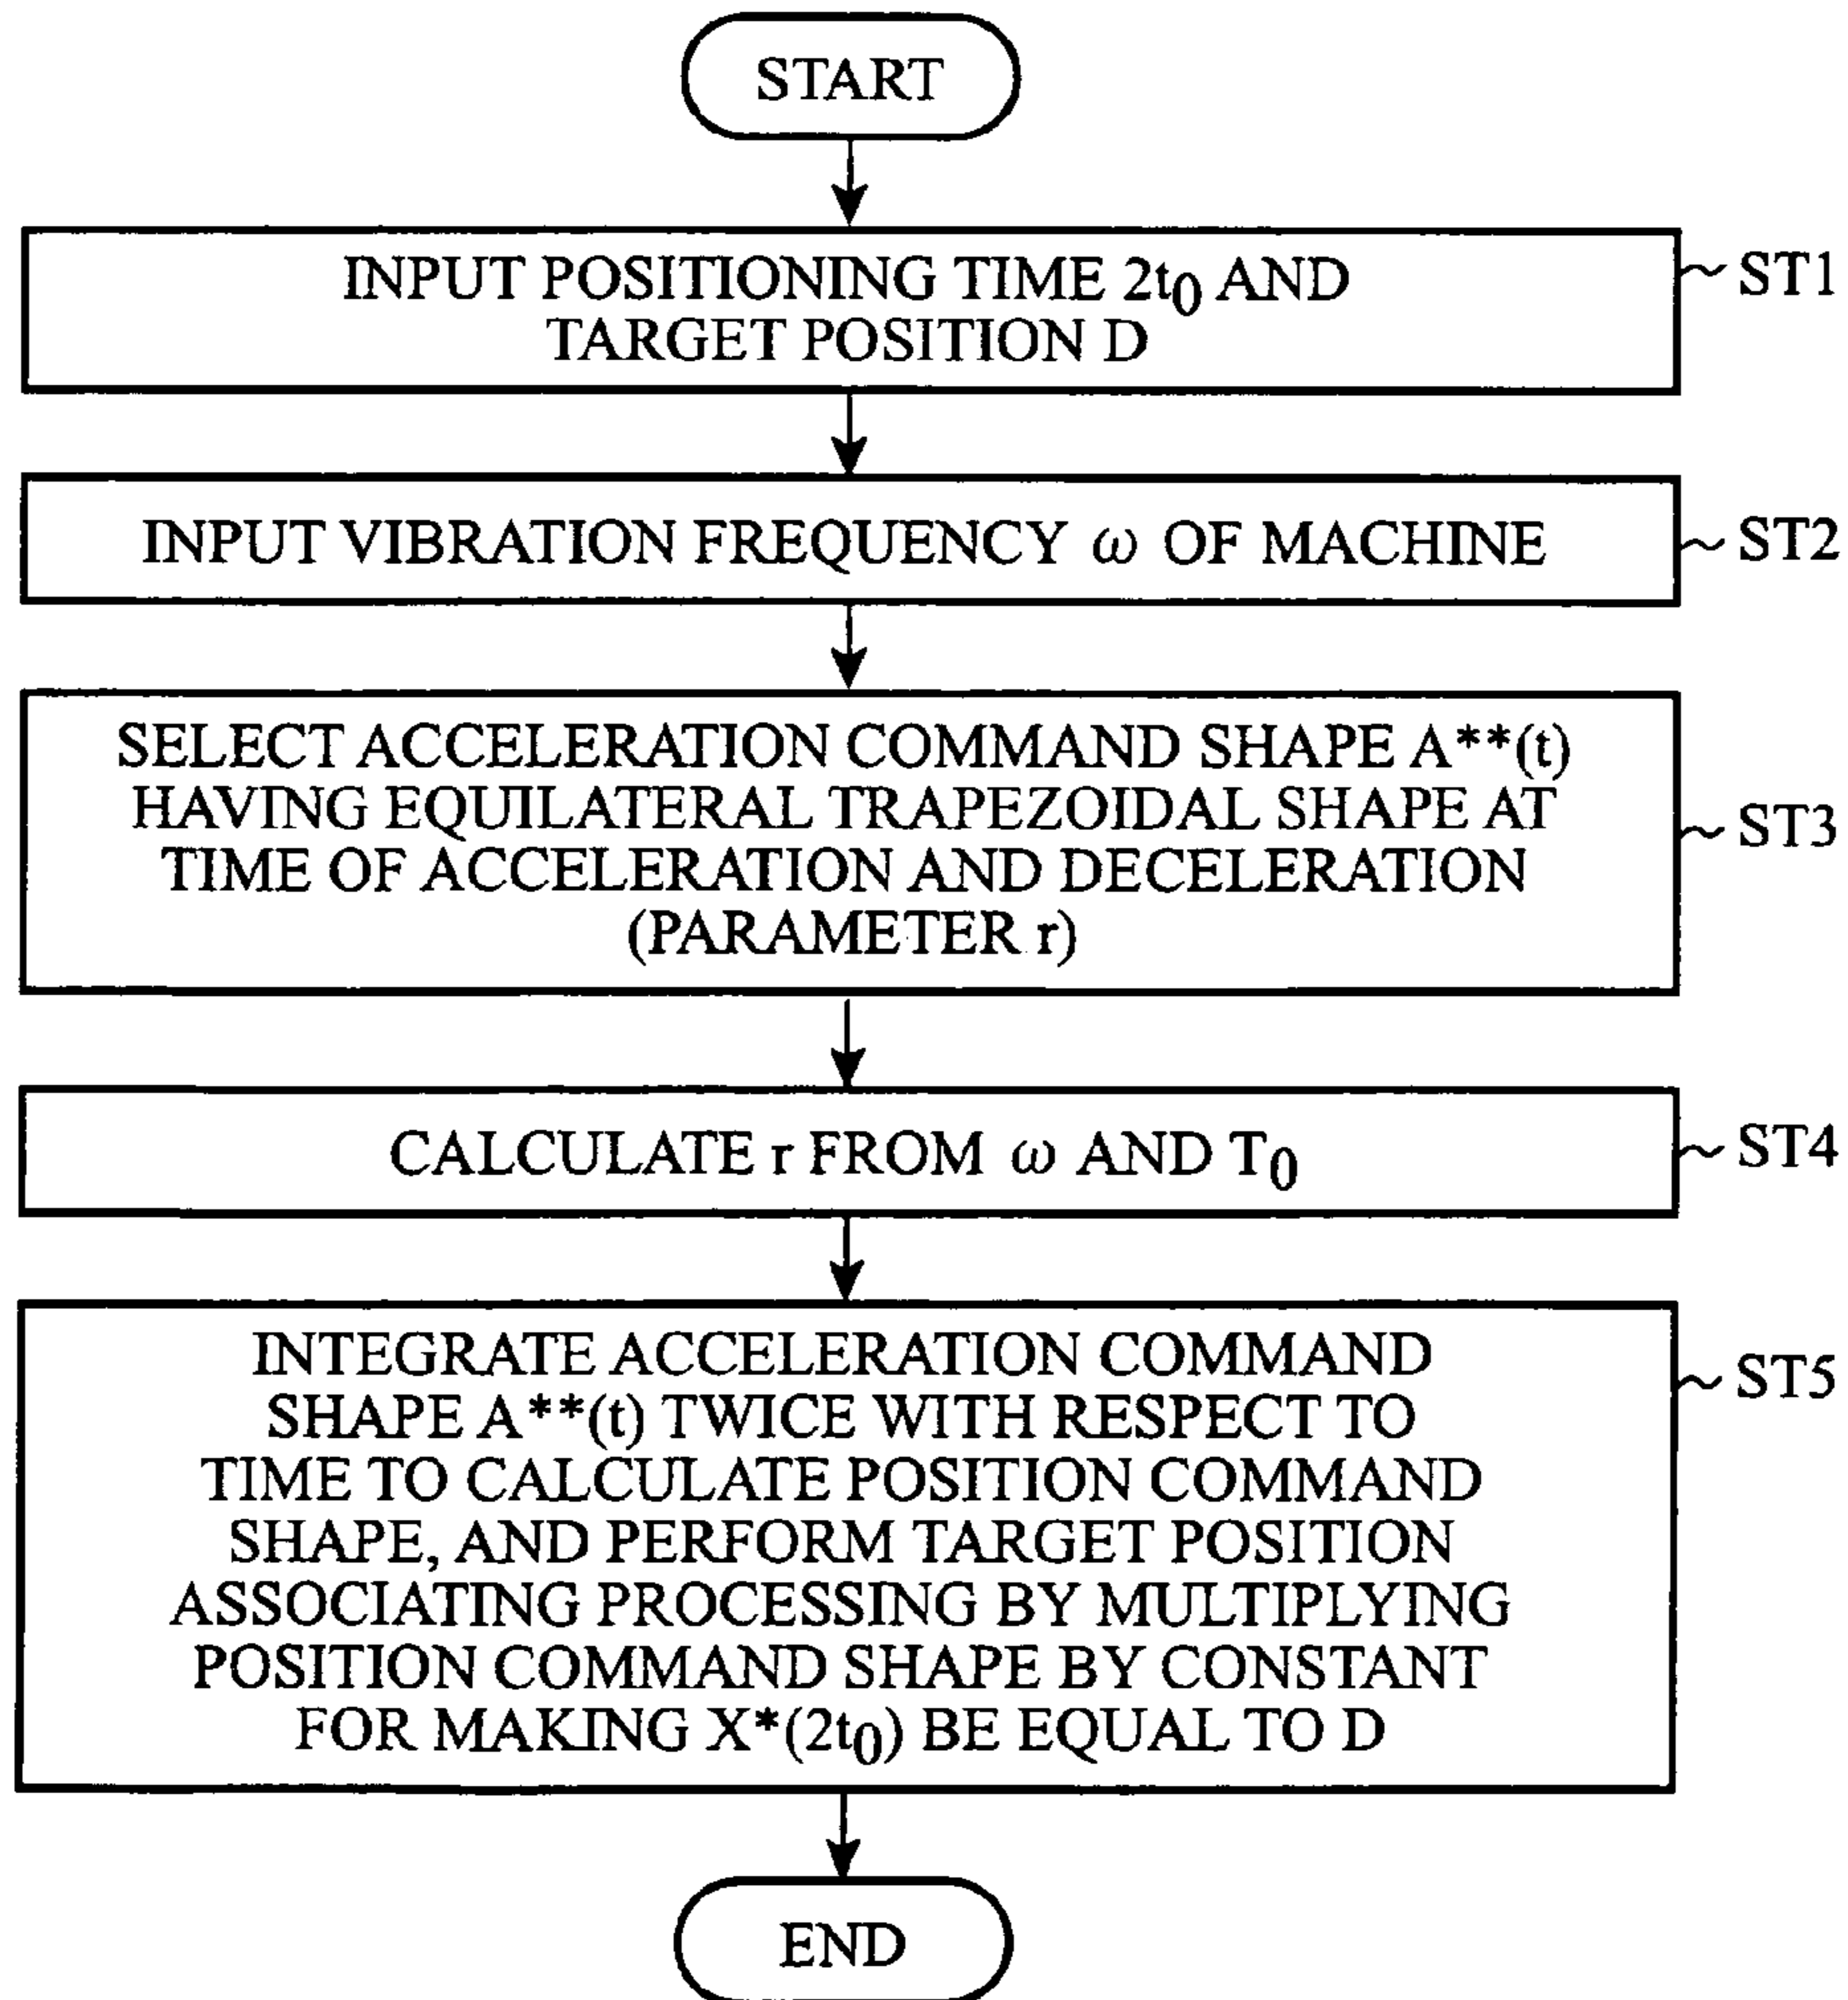 START
INPUT POSITIONING TIME 2t₀ AND
TARGET POSITION D
ST1
INPUT VIBRATION FREQUENCY ω OF MACHINE
ST2
SELECT ACCELERATION COMMAND SHAPE A**(t)
HAVING EQUILATERAL TRAPEZOIDAL SHAPE AT
TIME OF ACCELERATION AND DECELERATION
(PARAMETER r)
ST3
CALCULATE r FROM ω AND T₀
ST4
INTEGRATE ACCELERATION COMMAND
SHAPE A**(t) TWICE WITH RESPECT TO
TIME TO CALCULATE POSITION COMMAND
SHAPE, AND PERFORM TARGET POSITION
ASSOCIATING PROCESSING BY MULTIPLYING
POSITION COMMAND SHAPE BY CONSTANT
FOR MAKING X*(2t₀) BE EQUAL TO D
ST5
END